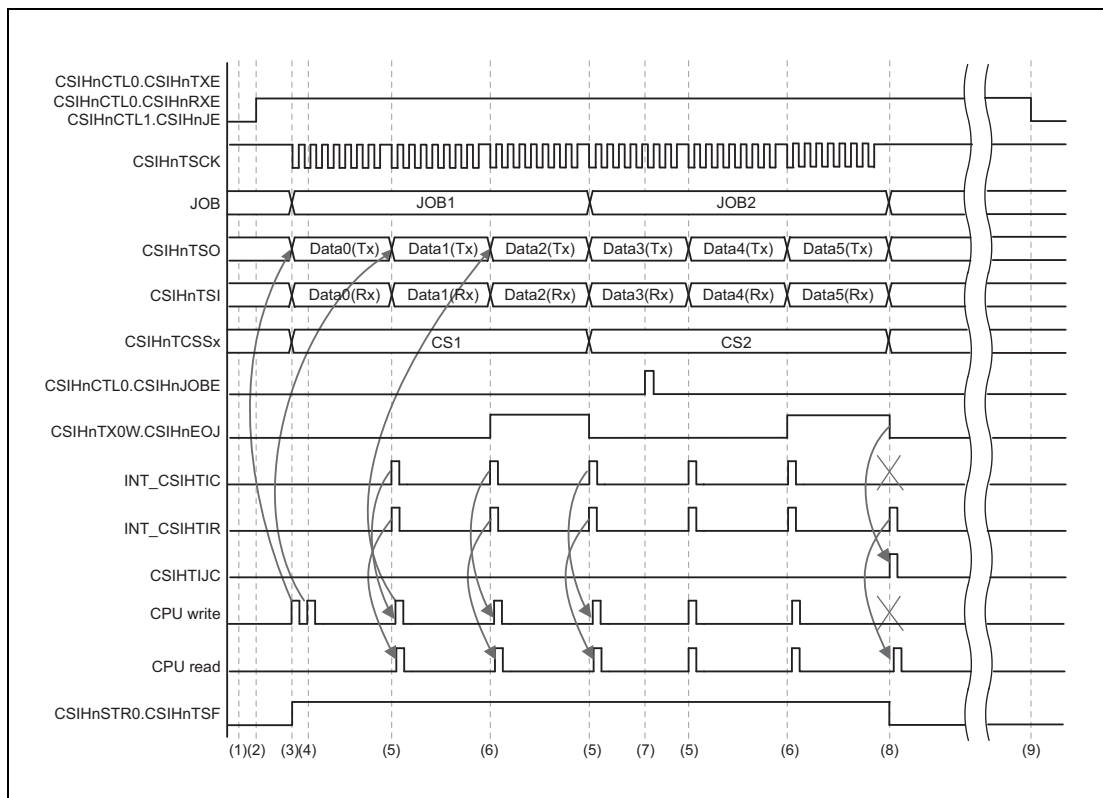 CSIHnCTL0.CSIHnTXE
CSIHnCTL0.CSIHnRXE
CSIHnCTL1.CSIHnJE
CSIHnTSCK
JOB JOB1 JOB2
CSIHnTSO Data0(Tx) Data1(Tx) Data2(Tx) Data3(Tx) Data4(Tx) Data5(Tx)
CSIHnTSI Data0(Rx) Data1(Rx) Data2(Rx) Data3(Rx) Data4(Rx) Data5(Rx)
CSIHnTCSSx CS1 CS2
CSIHnCTL0.CSIHnJOBE
CSIHnTX0W.CSIHnEOJ
INT_CSIHTIC
INT_CSIHTIR
CSIHTIJC
CPU write
CPU read
CSIHnSTR0.CSIHnTSF
(1) (2) (3) (4) (5) (6) (5) (7) (5) (6) (8) (9)